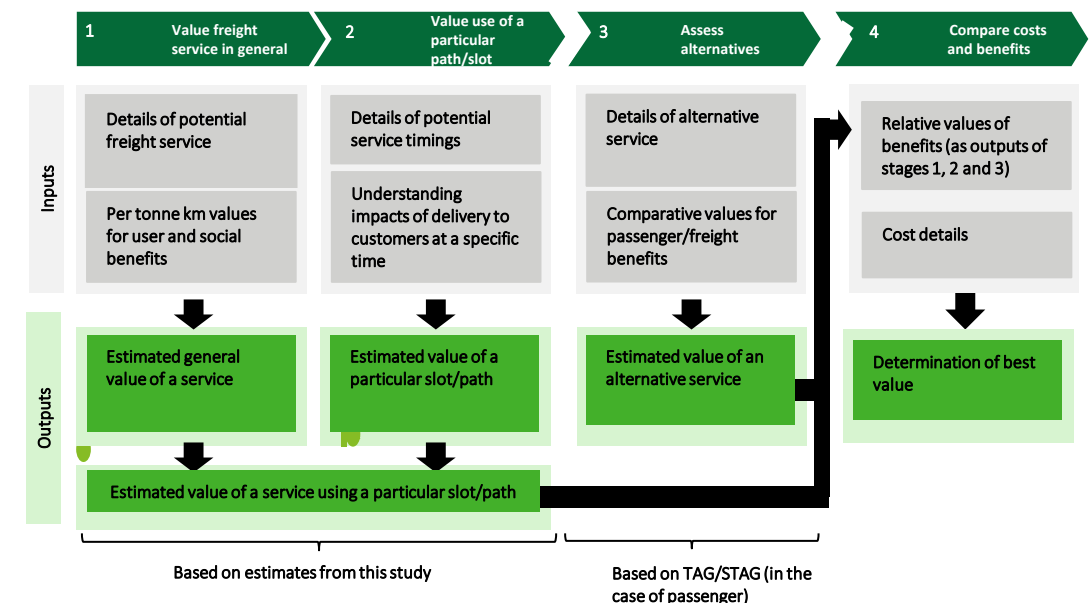 1
Value freight
service in general
2
Value use of a
particular
path/slot
3
Assess
alternatives
4
Compare costs
and benefits
Inputs
Details of potential
freight service
Per tonne km values
for user and social
benefits
Details of potential
service timings
Understanding
impacts of delivery to
customers at a specific
time
Details of alternative
service
Comparative values for
passenger/freight
benefits
Relative values of
benefits (as outputs of
stages 1, 2 and 3)
Cost details
Outputs
Estimated general
value of a service
Estimated value of a
particular slot/path
Estimated value of an
alternative service
Determination of best
value
Estimated value of a service using a particular slot/path
Based on estimates from this study
Based on TAG/STAG (in the
case of passenger)